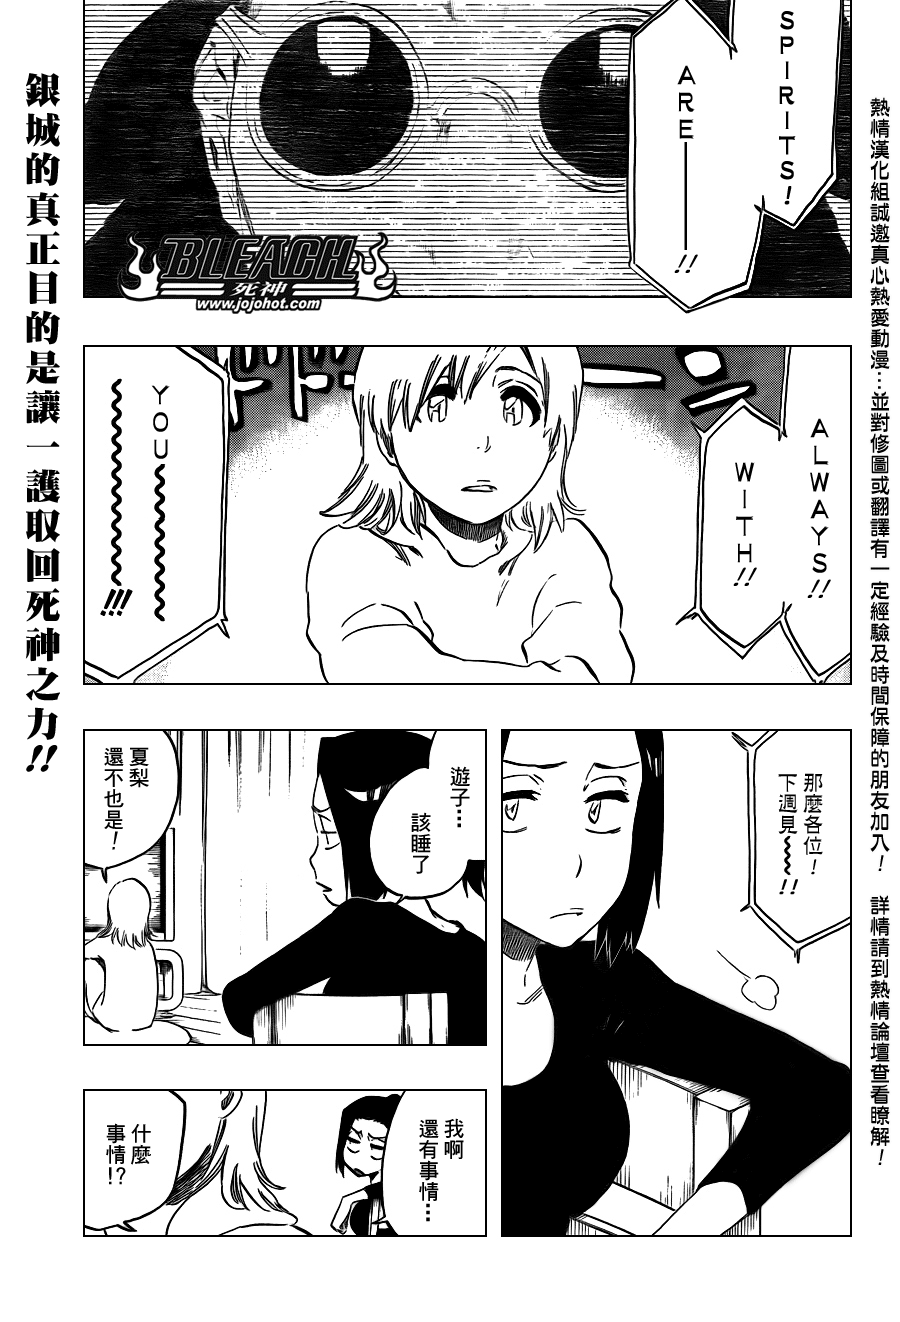 SPIRITS!
ARE——!!
BLEACH
死神
www.jojohot.com
ALWAYS!!
WITH!!
YOU〜〜〜!!!
那麼各位!
下週見〜〜!!
遊子…
該睡了
夏梨
還不也是!
我啊
還有事情…
什麼
事情!?
銀城的真正目的是讓一護取回死神之力!!
熱情漢化組誠邀真心熱愛動漫…並對修圖或翻譯有一定經驗及時間保障的朋友加入! 詳情請到熱情論壇查看瞭解!